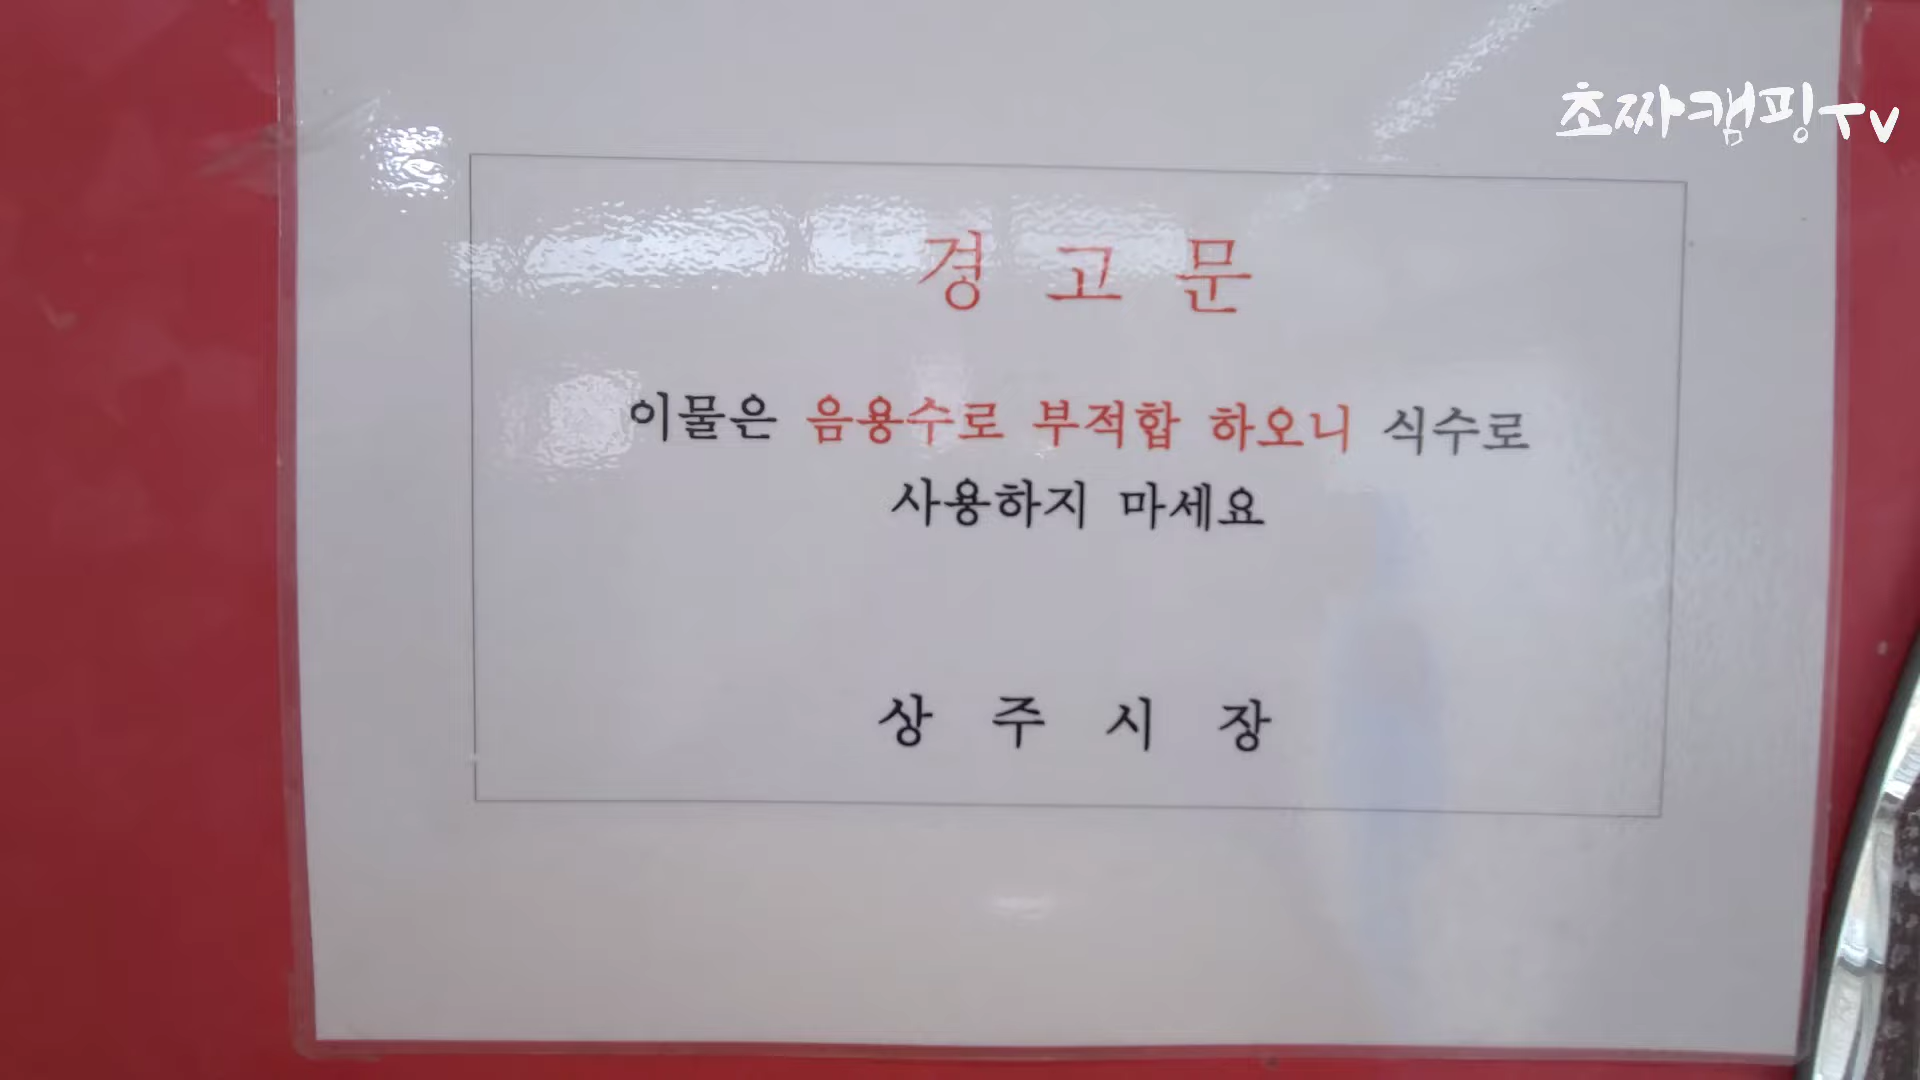 초짜캠핑TV
경 고 문
이물은 음용수로 부적합 하오니 식수로
사용하지 마세요
상 주 시 장